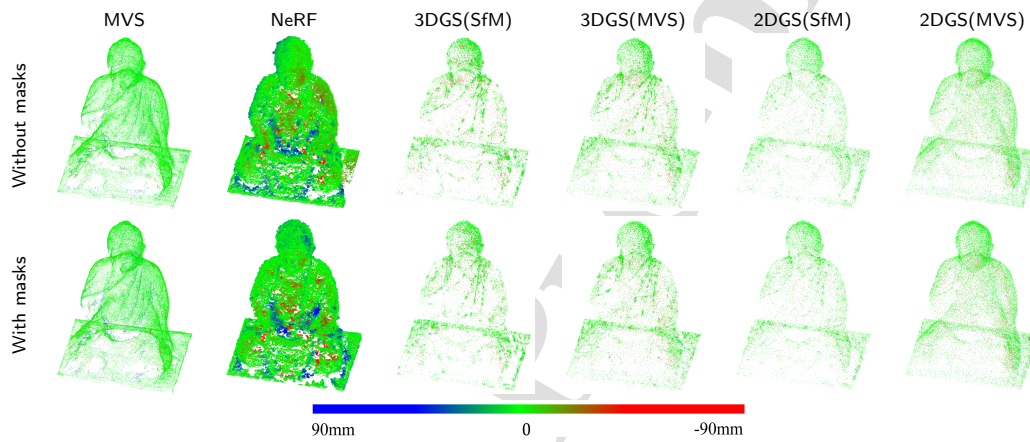 MVS NeRF 3DGS(SfM) 3DGS(MVS) 2DGS(SfM) 2DGS(MVS)
Without masks
With masks
90mm 0 -90mm